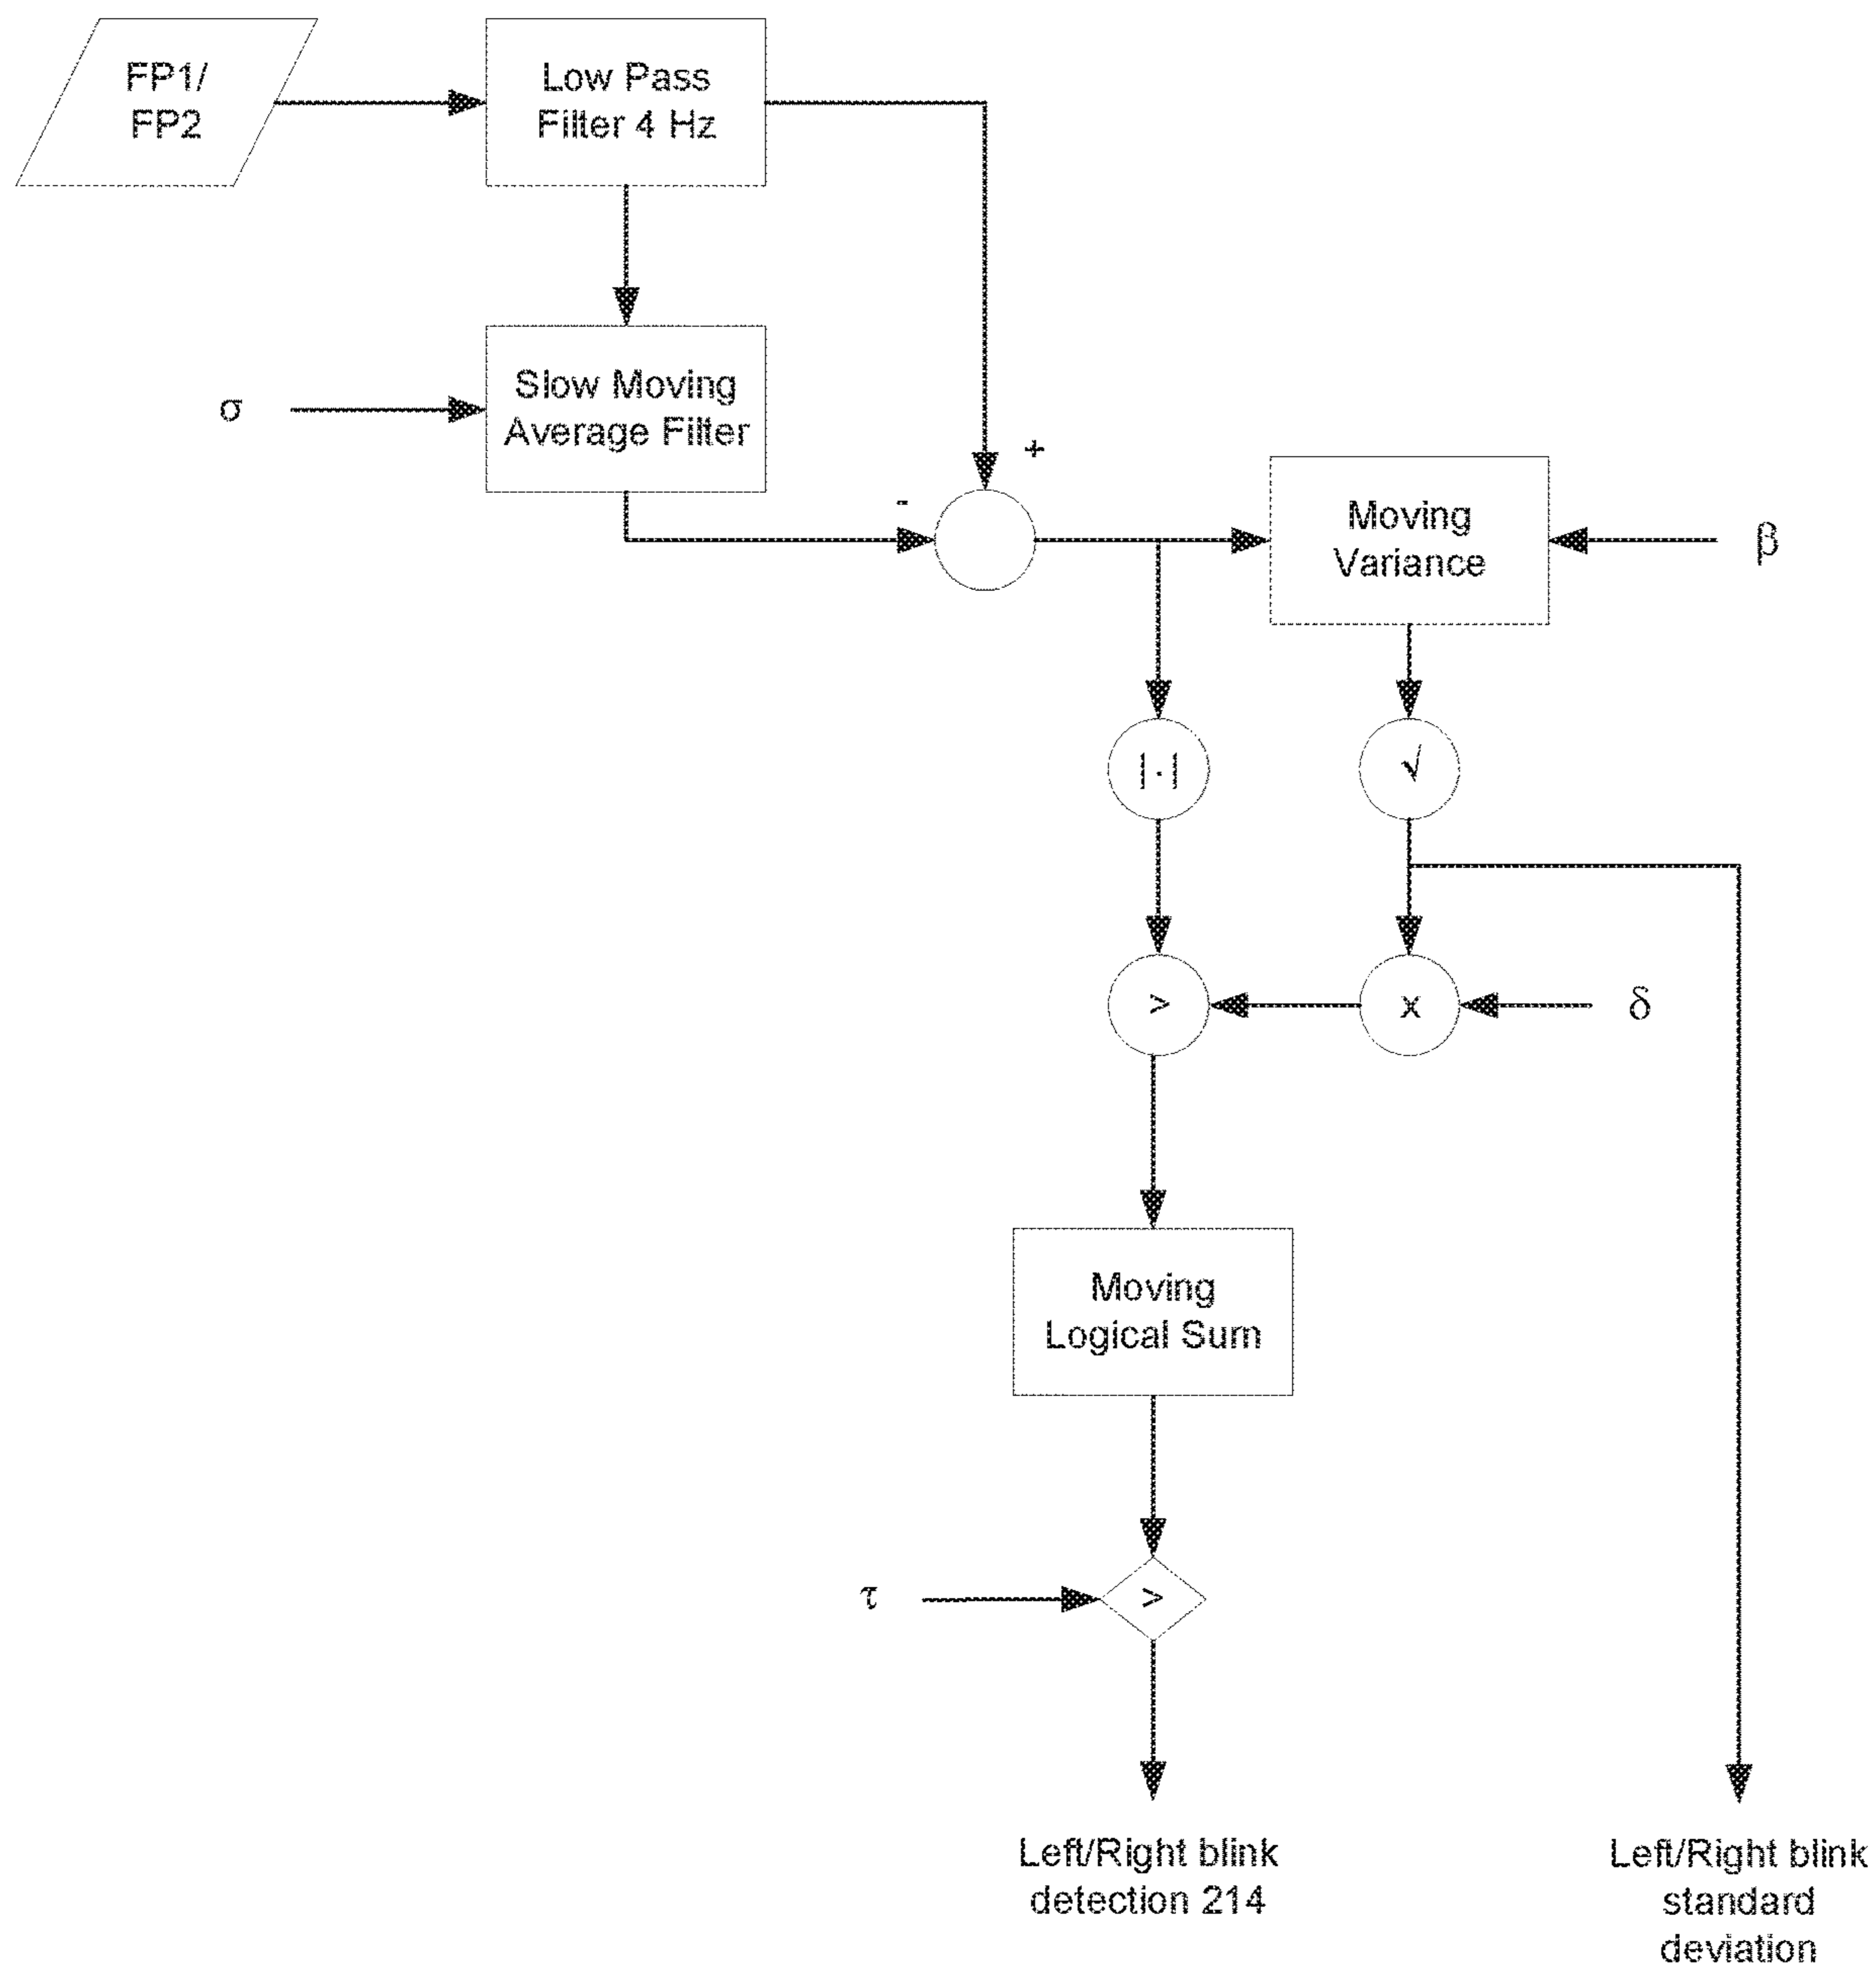 FP1/
FP2
Low Pass
Filter 4 Hz
σ
Slow Moving
Average Filter
+
-
Moving
Variance
β
|·|
√
>
x
δ
Moving
Logical Sum
τ
>
Left/Right blink
detection 214
Left/Right blink
standard
deviation